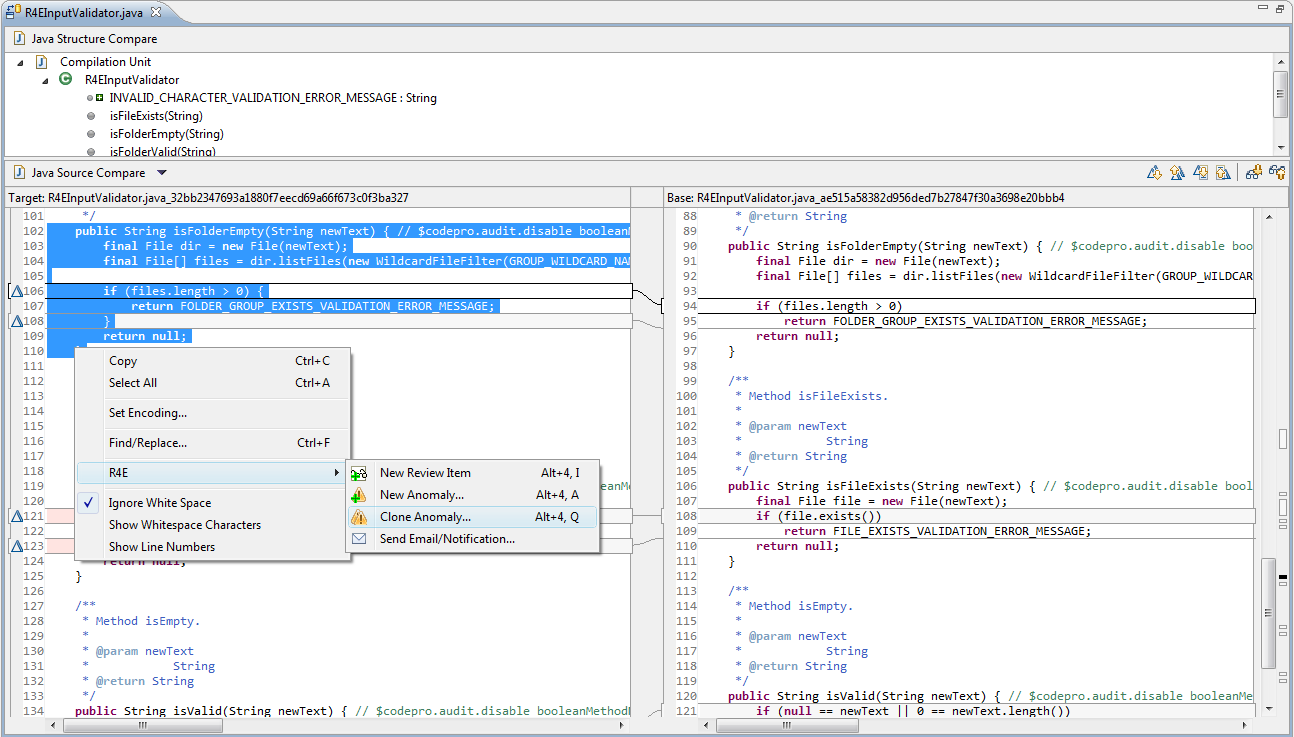 R4EInputValidator.java
Java Structure Compare
Compilation Unit
R4EInputValidator
INVALID_CHARACTER_VALIDATION_ERROR_MESSAGE : String
isFileExists(String)
isFolderEmpty(String)
isFolderValid(String)
Java Source Compare
Target: R4EInputValidator.java_32bb2347693a1880f7eecd69a66f673c0f3ba327
101 */
102 public String isFolderEmpty(String newText) { // $codepro.audit.disable
103 final File dir = new File(newText);
104 final File[] files = dir.listFiles(new WildcardFileFilter(GROUP_WILDCARD_NA
105
106 if (files.length > 0) {
107 return FOLDER_GROUP_EXISTS_VALIDATION_ERROR_MESSAGE;
108 }
109 return null;
110
111
112
113
114
115
116
117
118
119
120
121
122
123
124 return null;
125 }
126
127 /**
128 * Method isEmpty.
129 *
130 * @param newText
131 * String
132 * @return String
133 */
134 public String isValid(String newText) { // $codepro.audit.disable booleanMethod
Copy Ctrl+C
Select All Ctrl+A
Set Encoding...
Find/Replace... Ctrl+F
R4E
Ignore White Space
Show Whitespace Characters
Show Line Numbers
New Review Item Alt+4, I
New Anomaly... Alt+4, A
Clone Anomaly... Alt+4, Q
Send Email/Notification...
Base: R4EInputValidator.java_ae515a58382d956ded7b27847f30a3698e20bbb4
88 * @return String
89 */
90 public String isFolderEmpty(String newText) { // $codepro.audit.disable boo
91 final File dir = new File(newText);
92 final File[] files = dir.listFiles(new WildcardFileFilter(GROUP_WILDCAR
93
94 if (files.length > 0)
95 return FOLDER_GROUP_EXISTS_VALIDATION_ERROR_MESSAGE;
96 return null;
97 }
98
99 /**
100 * Method isFileExists.
101 *
102 * @param newText
103 * String
104 * @return String
105 */
106 public String isFileExists(String newText) { // $codepro.audit.disable bool
107 final File file = new File(newText);
108 if (file.exists())
109 return FILE_EXISTS_VALIDATION_ERROR_MESSAGE;
110 return null;
111 }
112
113 /**
114 * Method isEmpty.
115 *
116 * @param newText
117 * String
118 * @return String
119 */
120 public String isValid(String newText) { // $codepro.audit.disable booleanMe
121 if (null == newText || 0 == newText.length())